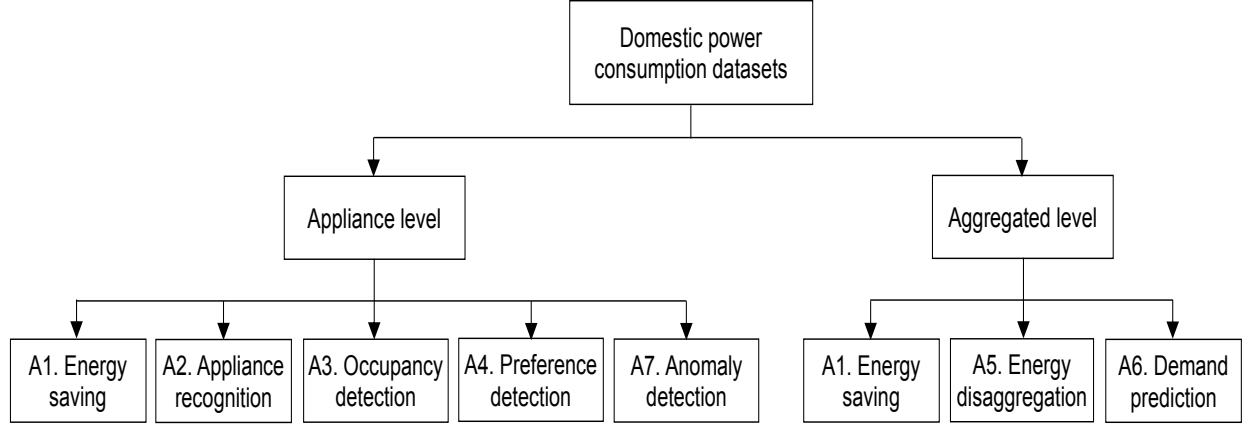 Domestic power
consumption datasets
Appliance level
Aggregated level
A1. Energy
saving
A2. Appliance
recognition
A3. Occupancy
detection
A4. Preference
detection
A7. Anomaly
detection
A1. Energy
saving
A5. Energy
disaggregation
A6. Demand
prediction